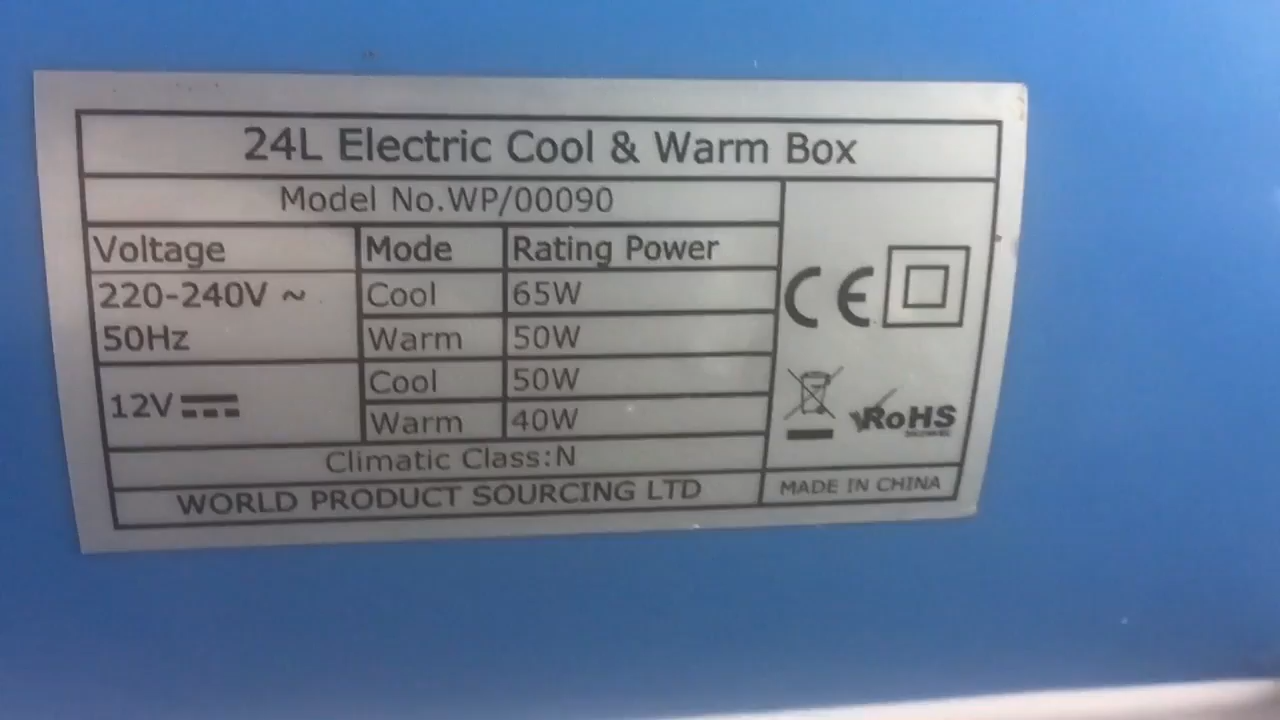 24L Electric Cool & Warm Box
Model No.WP/00090
Voltage Mode Rating Power
220-240V ~ 50Hz
Cool 65W
Warm 50W
12V ⎓
Cool 50W
Warm 40W
Climatic Class:N
WORLD PRODUCT SOURCING LTD
CE
RoHS
MADE IN CHINA